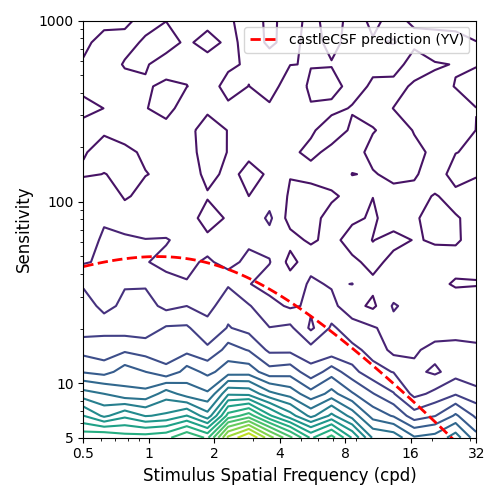 1000
castleCSF prediction (YV)
100
10
5
Sensitivity
0.5 1 2 4 8 16 32
Stimulus Spatial Frequency (cpd)